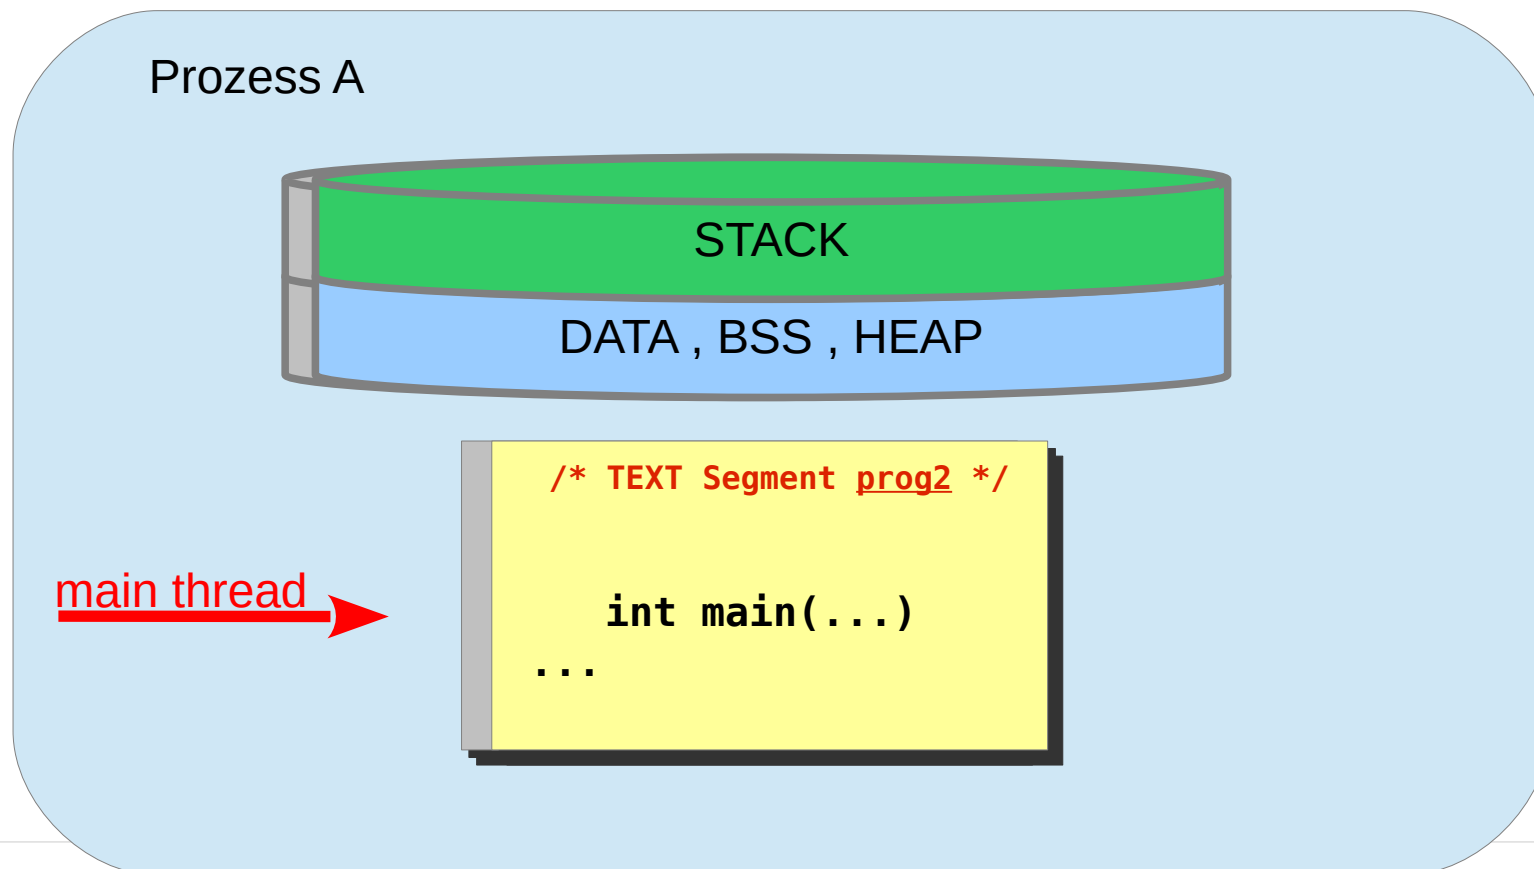 Prozess A
STACK
DATA , BSS , HEAP
/* TEXT Segment prog2 */
main thread
int main(...)
...